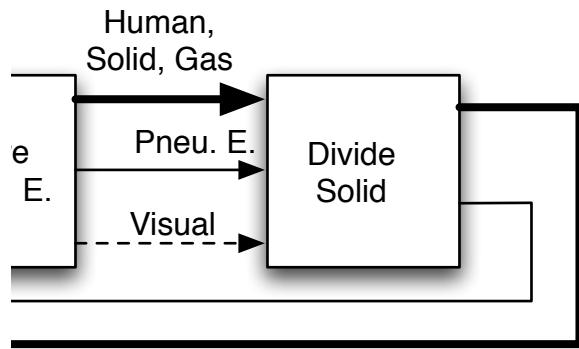 Human,
Solid, Gas
Pneu. E.
Visual
E.
Divide
Solid